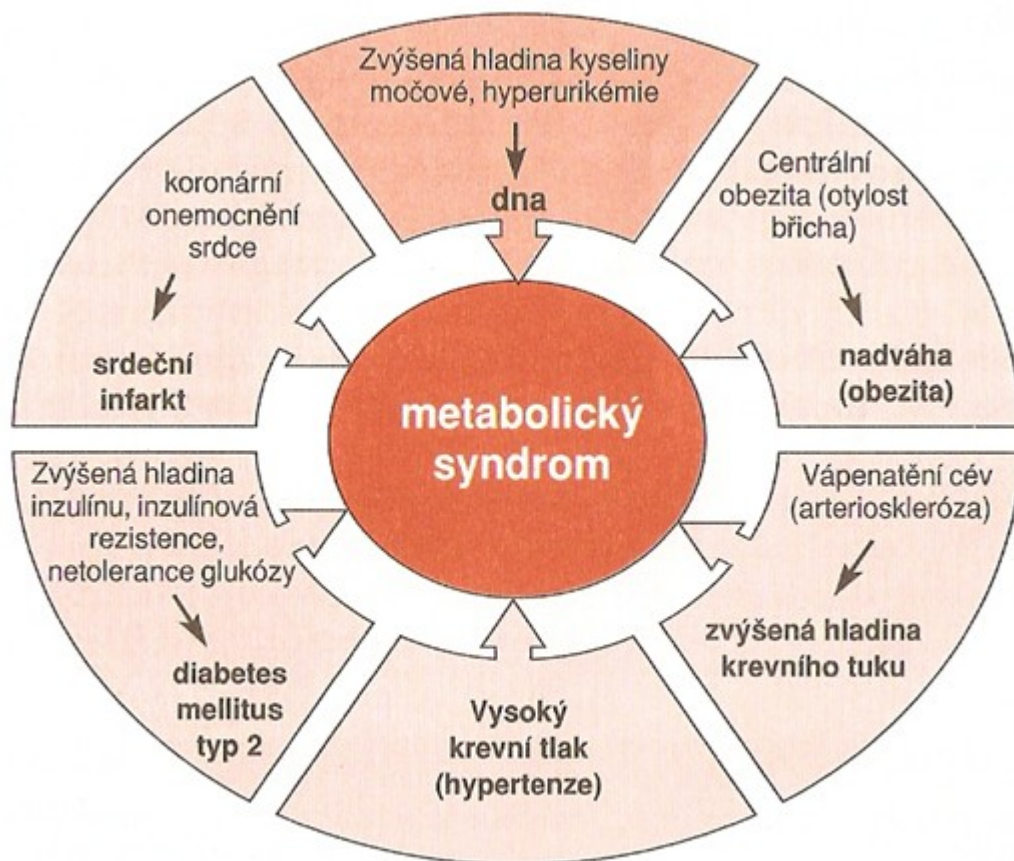 Zvýšená hladina kyseliny
močové, hyperurikémie
dna
Centrální
obezita (otylost
břicha)
nadváha
(obezita)
Vápenatění cév
(arterioskleróza)
zvýšená hladina
krevního tuku
Vysoký
krevní tlak
(hypertenze)
Zvýšená hladina
inzulínu, inzulínová
rezistence,
netolerance glukózy
diabetes
mellitus
typ 2
koronární
onemocnění
srdce
srdeční
infarkt
metabolický
syndrom